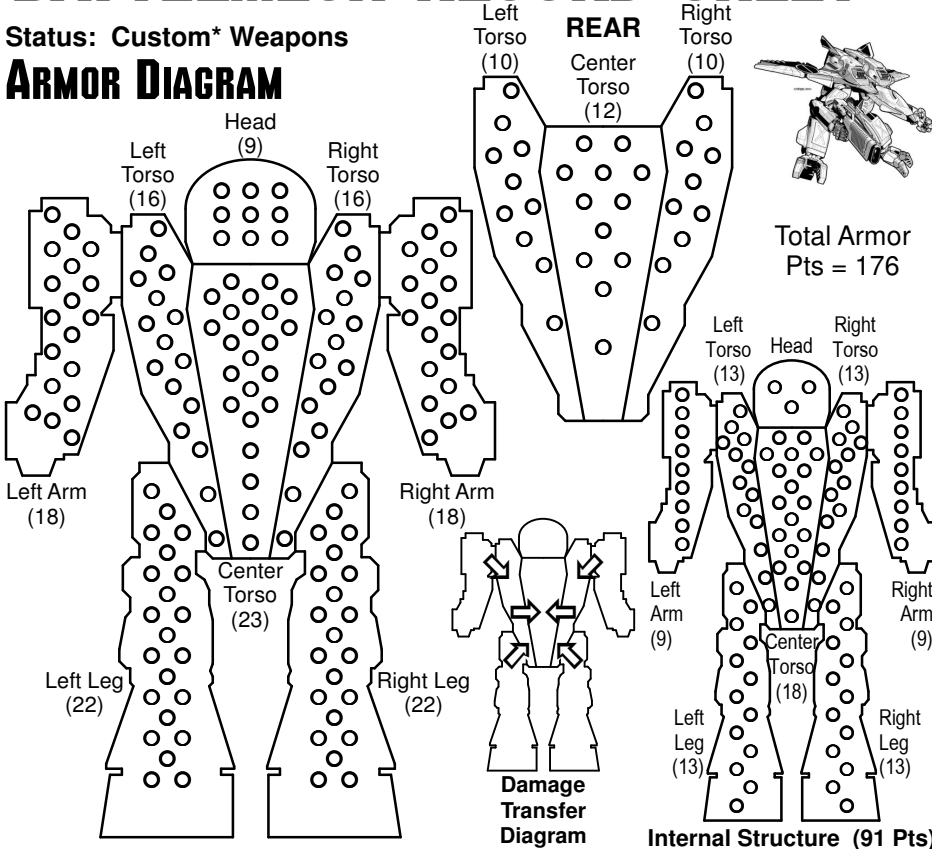 Status: Custom* Weapons
ARMOR DIAGRAM
Head
(9)
Left
Torso
(16)
Right
Torso
(16)
Left Arm
(18)
Right Arm
(18)
Center
Torso
(23)
Left Leg
(22)
Right Leg
(22)
Left
Torso
(10)
REAR
Right
Torso
(10)
Center
Torso
(12)
Total Armor
Pts = 176
Damage
Transfer
Diagram
Left
Torso
(13)
Head
Right
Torso
(13)
Left
Arm
(9)
Right
Arm
(9)
Center
Torso
(18)
Left
Leg
(13)
Right
Leg
(13)
Internal Structure (91 Pts)